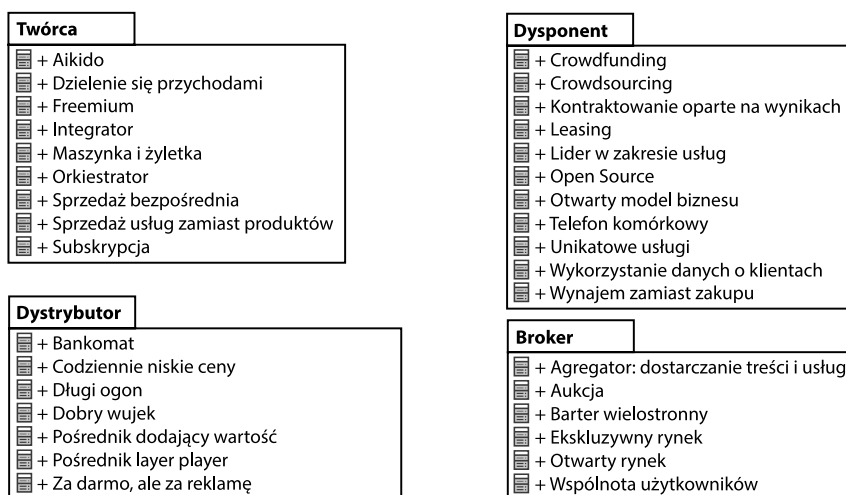 Twórca
+ Aikido
+ Dzielenie się przychodami
+ Freemium
+ Integrator
+ Maszynka i żyletka
+ Orkiestrator
+ Sprzedaż bezpośrednia
+ Sprzedaż usług zamiast produktów
+ Subskrypcja
Dysponent
+ Crowdfunding
+ Crowdsourcing
+ Kontraktowanie oparte na wynikach
+ Leasing
+ Lider w zakresie usług
+ Open Source
+ Otwarty model biznesu
+ Telefon komórkowy
+ Unikatowe usługi
+ Wykorzystanie danych o klientach
+ Wynajem zamiast zakupu
Dystrybutor
+ Bankomat
+ Codziennie niskie ceny
+ Długi ogon
+ Dobry wujek
+ Pośrednik dodający wartość
+ Pośrednik layer player
+ Za darmo, ale za reklamę
Broker
+ Agregator: dostarczanie treści i usług
+ Aukcja
+ Barter wielostronny
+ Ekskluzywny rynek
+ Otwarty rynek
+ Wspólnota użytkowników